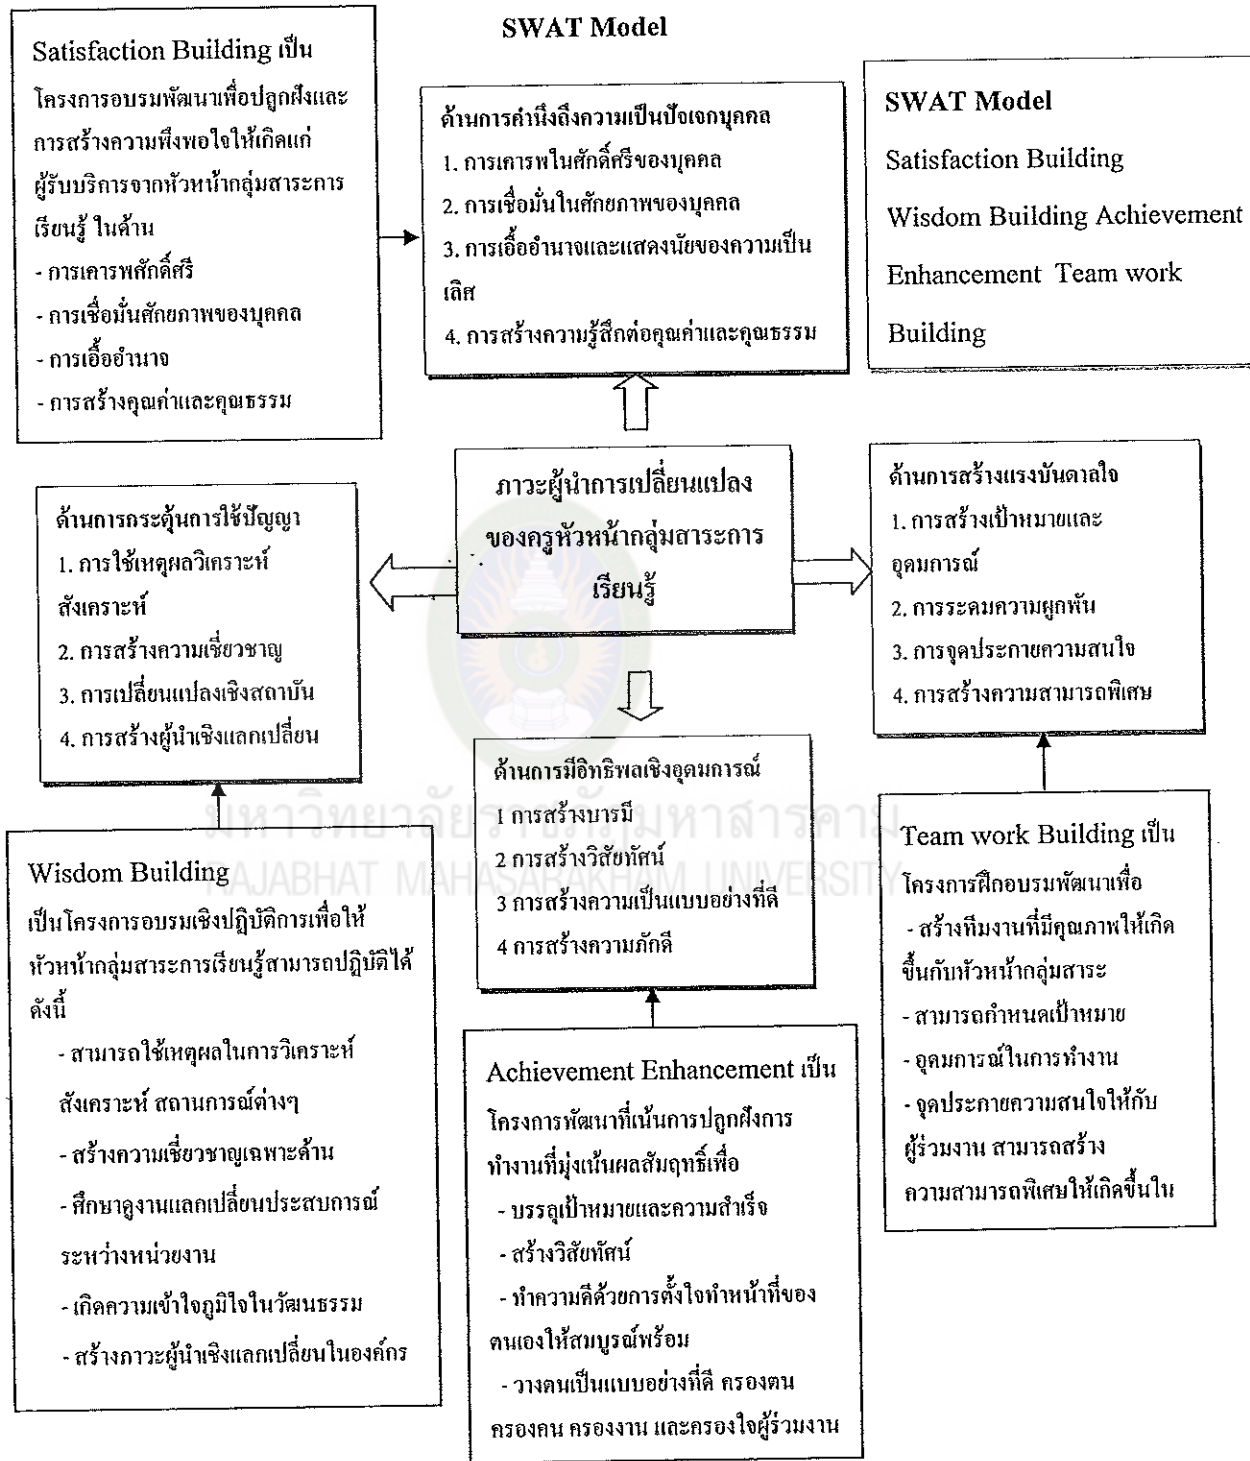 SWAT Model
Satisfaction Building เป็น
โครงการอบรมพัฒนาเพื่อปลูกฝังและ
การสร้างความพึงพอใจให้เกิดแก่
ผู้รับบริการจากหัวหน้ากลุ่มสาระการ
เรียนรู้ ในด้าน
- การเคารพศักดิ์ศรี
- การเชื่อมั่นศักยภาพของบุคคล
- การเอื้ออำนาจ
- การสร้างคุณค่าและคุณธรรม
ด้านการคำนึงถึงความเป็นปัจเจกบุคคล
1. การเคารพในศักดิ์ศรีของบุคคล
2. การเชื่อมั่นในศักยภาพของบุคคล
3. การเอื้ออำนาจและแสดงนัยของความเป็น
เลิศ
4. การสร้างความรู้สึกต่อคุณค่าและคุณธรรม
SWAT Model
Satisfaction Building
Wisdom Building Achievement
Enhancement Team work
Building
ด้านการกระตุ้นการใช้ปัญญา
1. การใช้เหตุผลวิเคราะห์
สังเคราะห์
2. การสร้างความเชี่ยวชาญ
3. การเปลี่ยนแปลงเชิงสถาบัน
4. การสร้างผู้นำเชิงแลกเปลี่ยน
ภาวะผู้นำการเปลี่ยนแปลง
ของครูหัวหน้ากลุ่มสาระการ
เรียนรู้
ด้านการสร้างแรงบันดาลใจ
1. การสร้างเป้าหมายและ
อุดมการณ์
2. การระดมความผูกพัน
3. การจุดประกายความสนใจ
4. การสร้างความสามารถพิเศษ
ด้านการมีอิทธิพลเชิงอุดมการณ์
1 การสร้างบารมี
2 การสร้างวิสัยทัศน์
3 การสร้างความเป็นแบบอย่างที่ดี
4 การสร้างความภักดี
มหาวิทยาลัยราชภัฏมหาสารคาม
RAJABHAT MAHASARAKHAM UNIVERSITY
Wisdom Building
เป็นโครงการอบรมเชิงปฏิบัติการเพื่อให้
หัวหน้ากลุ่มสาระการเรียนรู้สามารถปฏิบัติได้
ดังนี้
- สามารถใช้เหตุผลในการวิเคราะห์
สังเคราะห์ สถานการณ์ต่างๆ
- สร้างความเชี่ยวชาญเฉพาะด้าน
- ศึกษาดูงานแลกเปลี่ยนประสบการณ์
ระหว่างหน่วยงาน
- เกิดความเข้าใจภูมิใจในวัฒนธรรม
- สร้างภาวะผู้นำเชิงแลกเปลี่ยนในองค์กร
Achievement Enhancement เป็น
โครงการพัฒนาที่เน้นการปลูกฝังการ
ทำงานที่มุ่งเน้นผลสัมฤทธิ์เพื่อ
- บรรลุเป้าหมายและความสำเร็จ
- สร้างวิสัยทัศน์
- ทำความดีด้วยการตั้งใจทำหน้าที่ของ
ตนเองให้สมบูรณ์พร้อม
- วางตนเป็นแบบอย่างที่ดี ครองตน
ครองคน ครองงาน และครองใจผู้ร่วมงาน
Team work Building เป็น
โครงการฝึกอบรมพัฒนาเพื่อ
- สร้างทีมงานที่มีคุณภาพให้เกิด
ขึ้นกับหัวหน้ากลุ่มสาระ
- สามารถกำหนดเป้าหมาย
- อุดมการณ์ในการทำงาน
- จุดประกายความสนใจให้กับ
ผู้ร่วมงาน สามารถสร้าง
ความสามารถพิเศษให้เกิดขึ้นใน